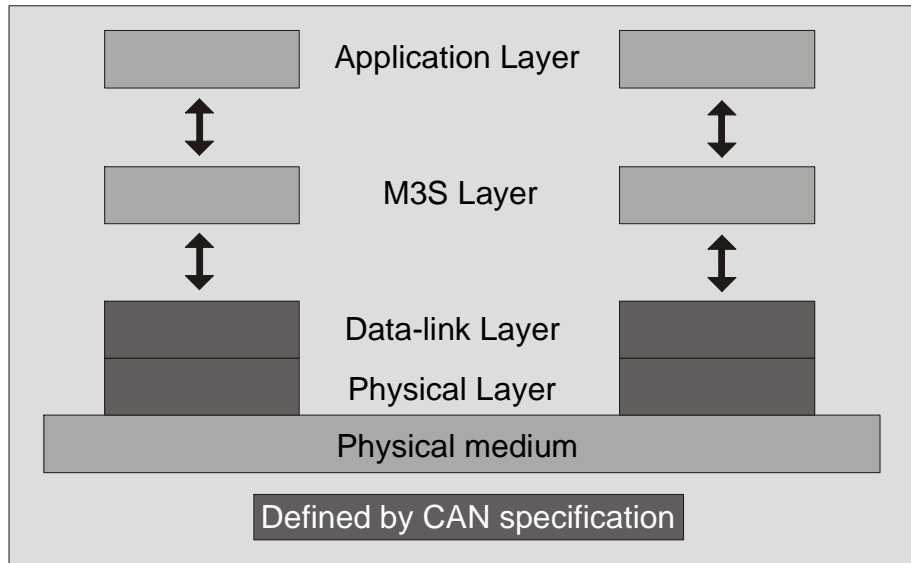 Application Layer
M3S Layer
Data-link Layer
Physical Layer
Physical medium
Defined by CAN specification